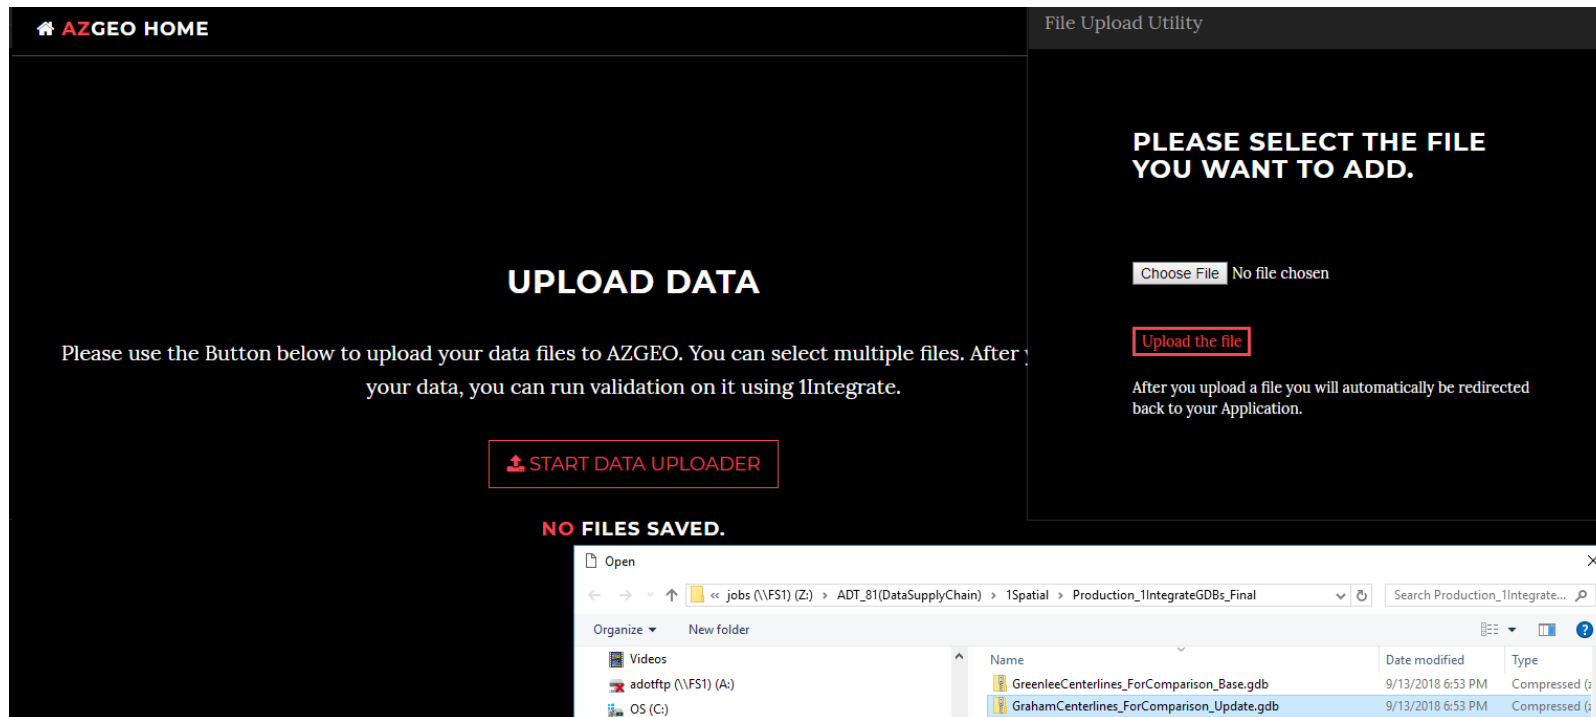 AZGEO HOME
File Upload Utility
PLEASE SELECT THE FILE
YOU WANT TO ADD.
Choose File No file chosen
Upload the file
After you upload a file you will automatically be redirected
back to your Application.
UPLOAD DATA
Please use the Button below to upload your data files to AZGEO. You can select multiple files. After
your data, you can run validation on it using 1Integrate.
START DATA UPLOADER
NO FILES SAVED.
Open
« jobs (\\FS1) (Z:) › ADT_81(DataSupplyChain) › 1Spatial › Production_1IntegrateGDBs_Final
Search Production_1Integrate...
Organize New folder
Videos
adotftp (\\FS1) (A:)
OS (C:)
Name Date modified Type
GreenleeCenterlines_ForComparison_Base.gdb 9/13/2018 6:53 PM Compressed
GrahamCenterlines_ForComparison_Update.gdb 9/13/2018 6:53 PM Compressed